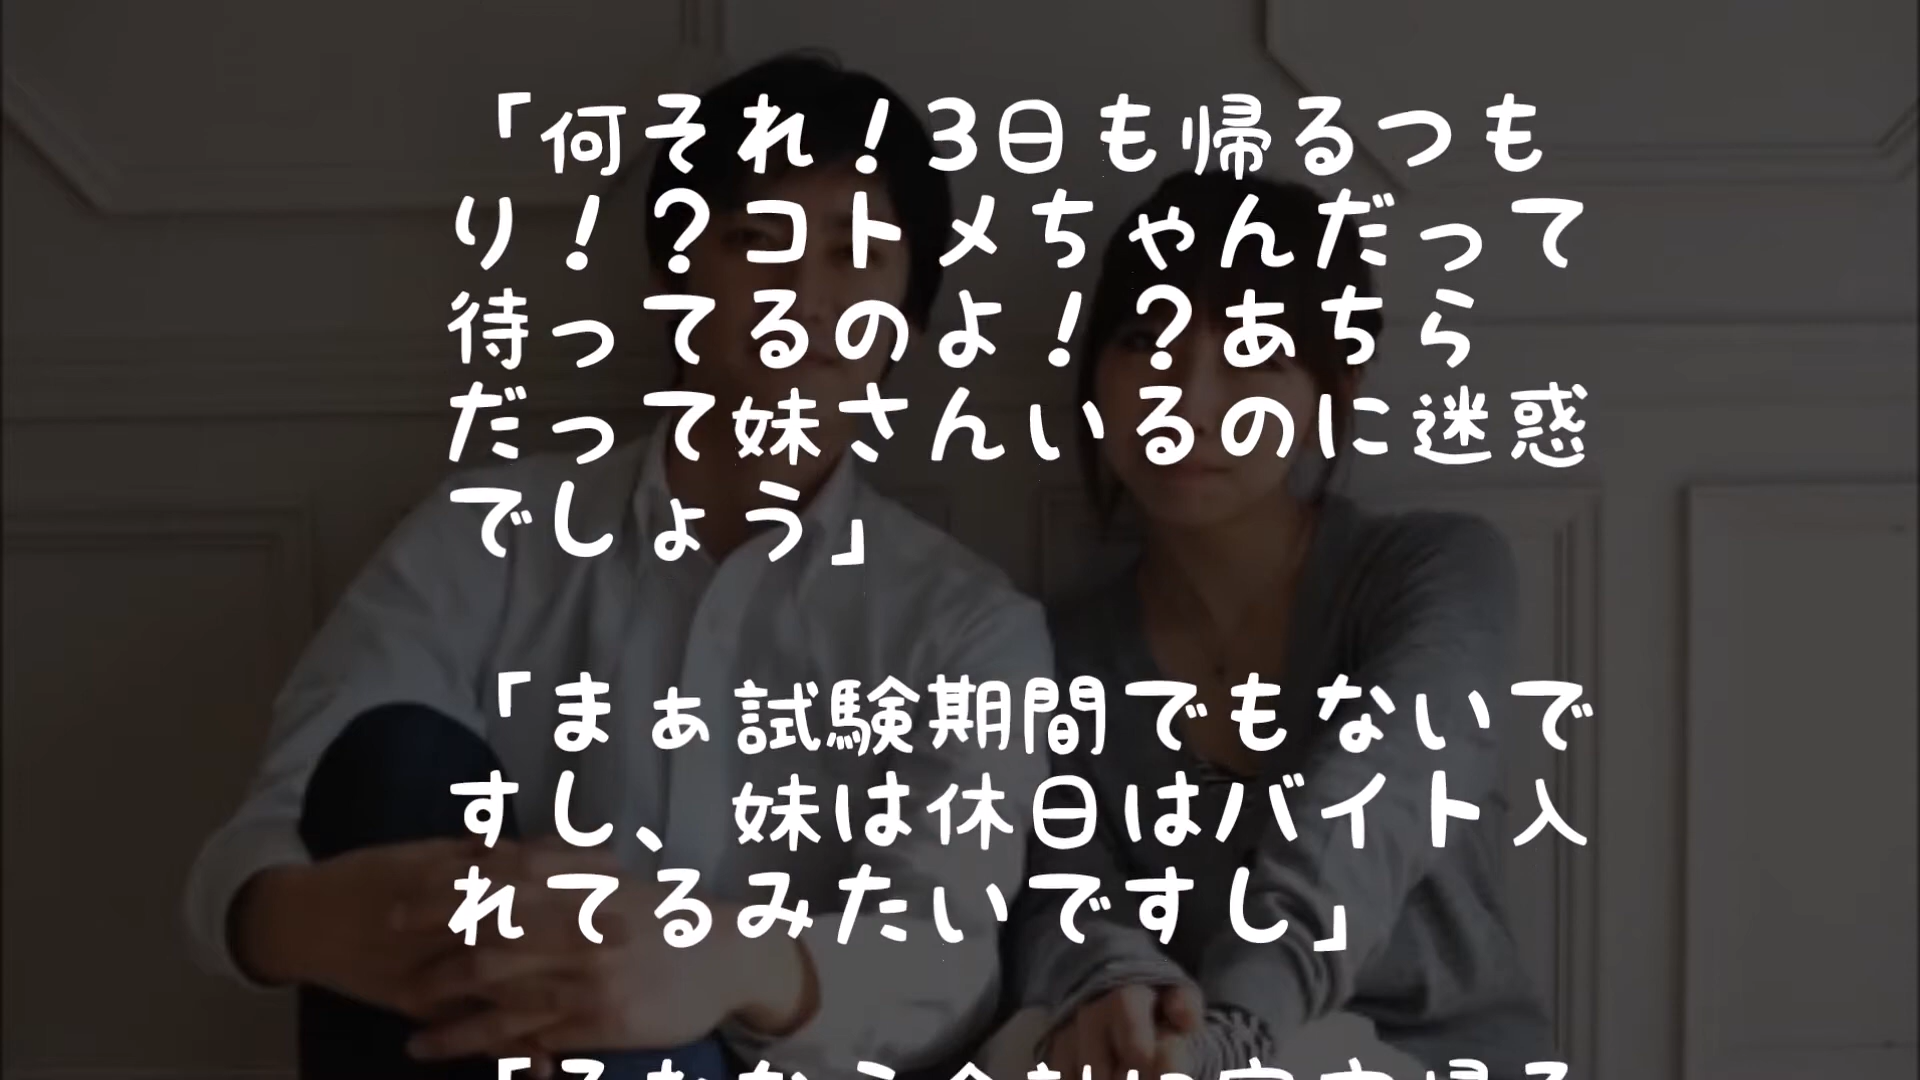 「何それ！3日も帰るつも
り！？コトメちゃんだって
待ってるのよ！？あちら
だって妹さんいるのに迷惑
でしょう」
「まぁ試験期間でもないで
すし、妹は休日はバイト入
れてるみたいですし」